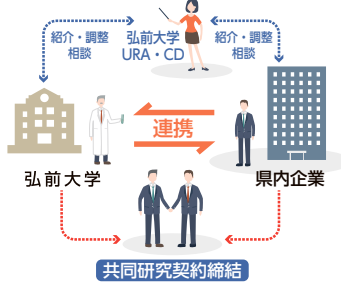 紹介・調整
相談
弘前大学
URA・CD
紹介・調整
相談
連携
弘前大学
県内企業
共同研究契約締結